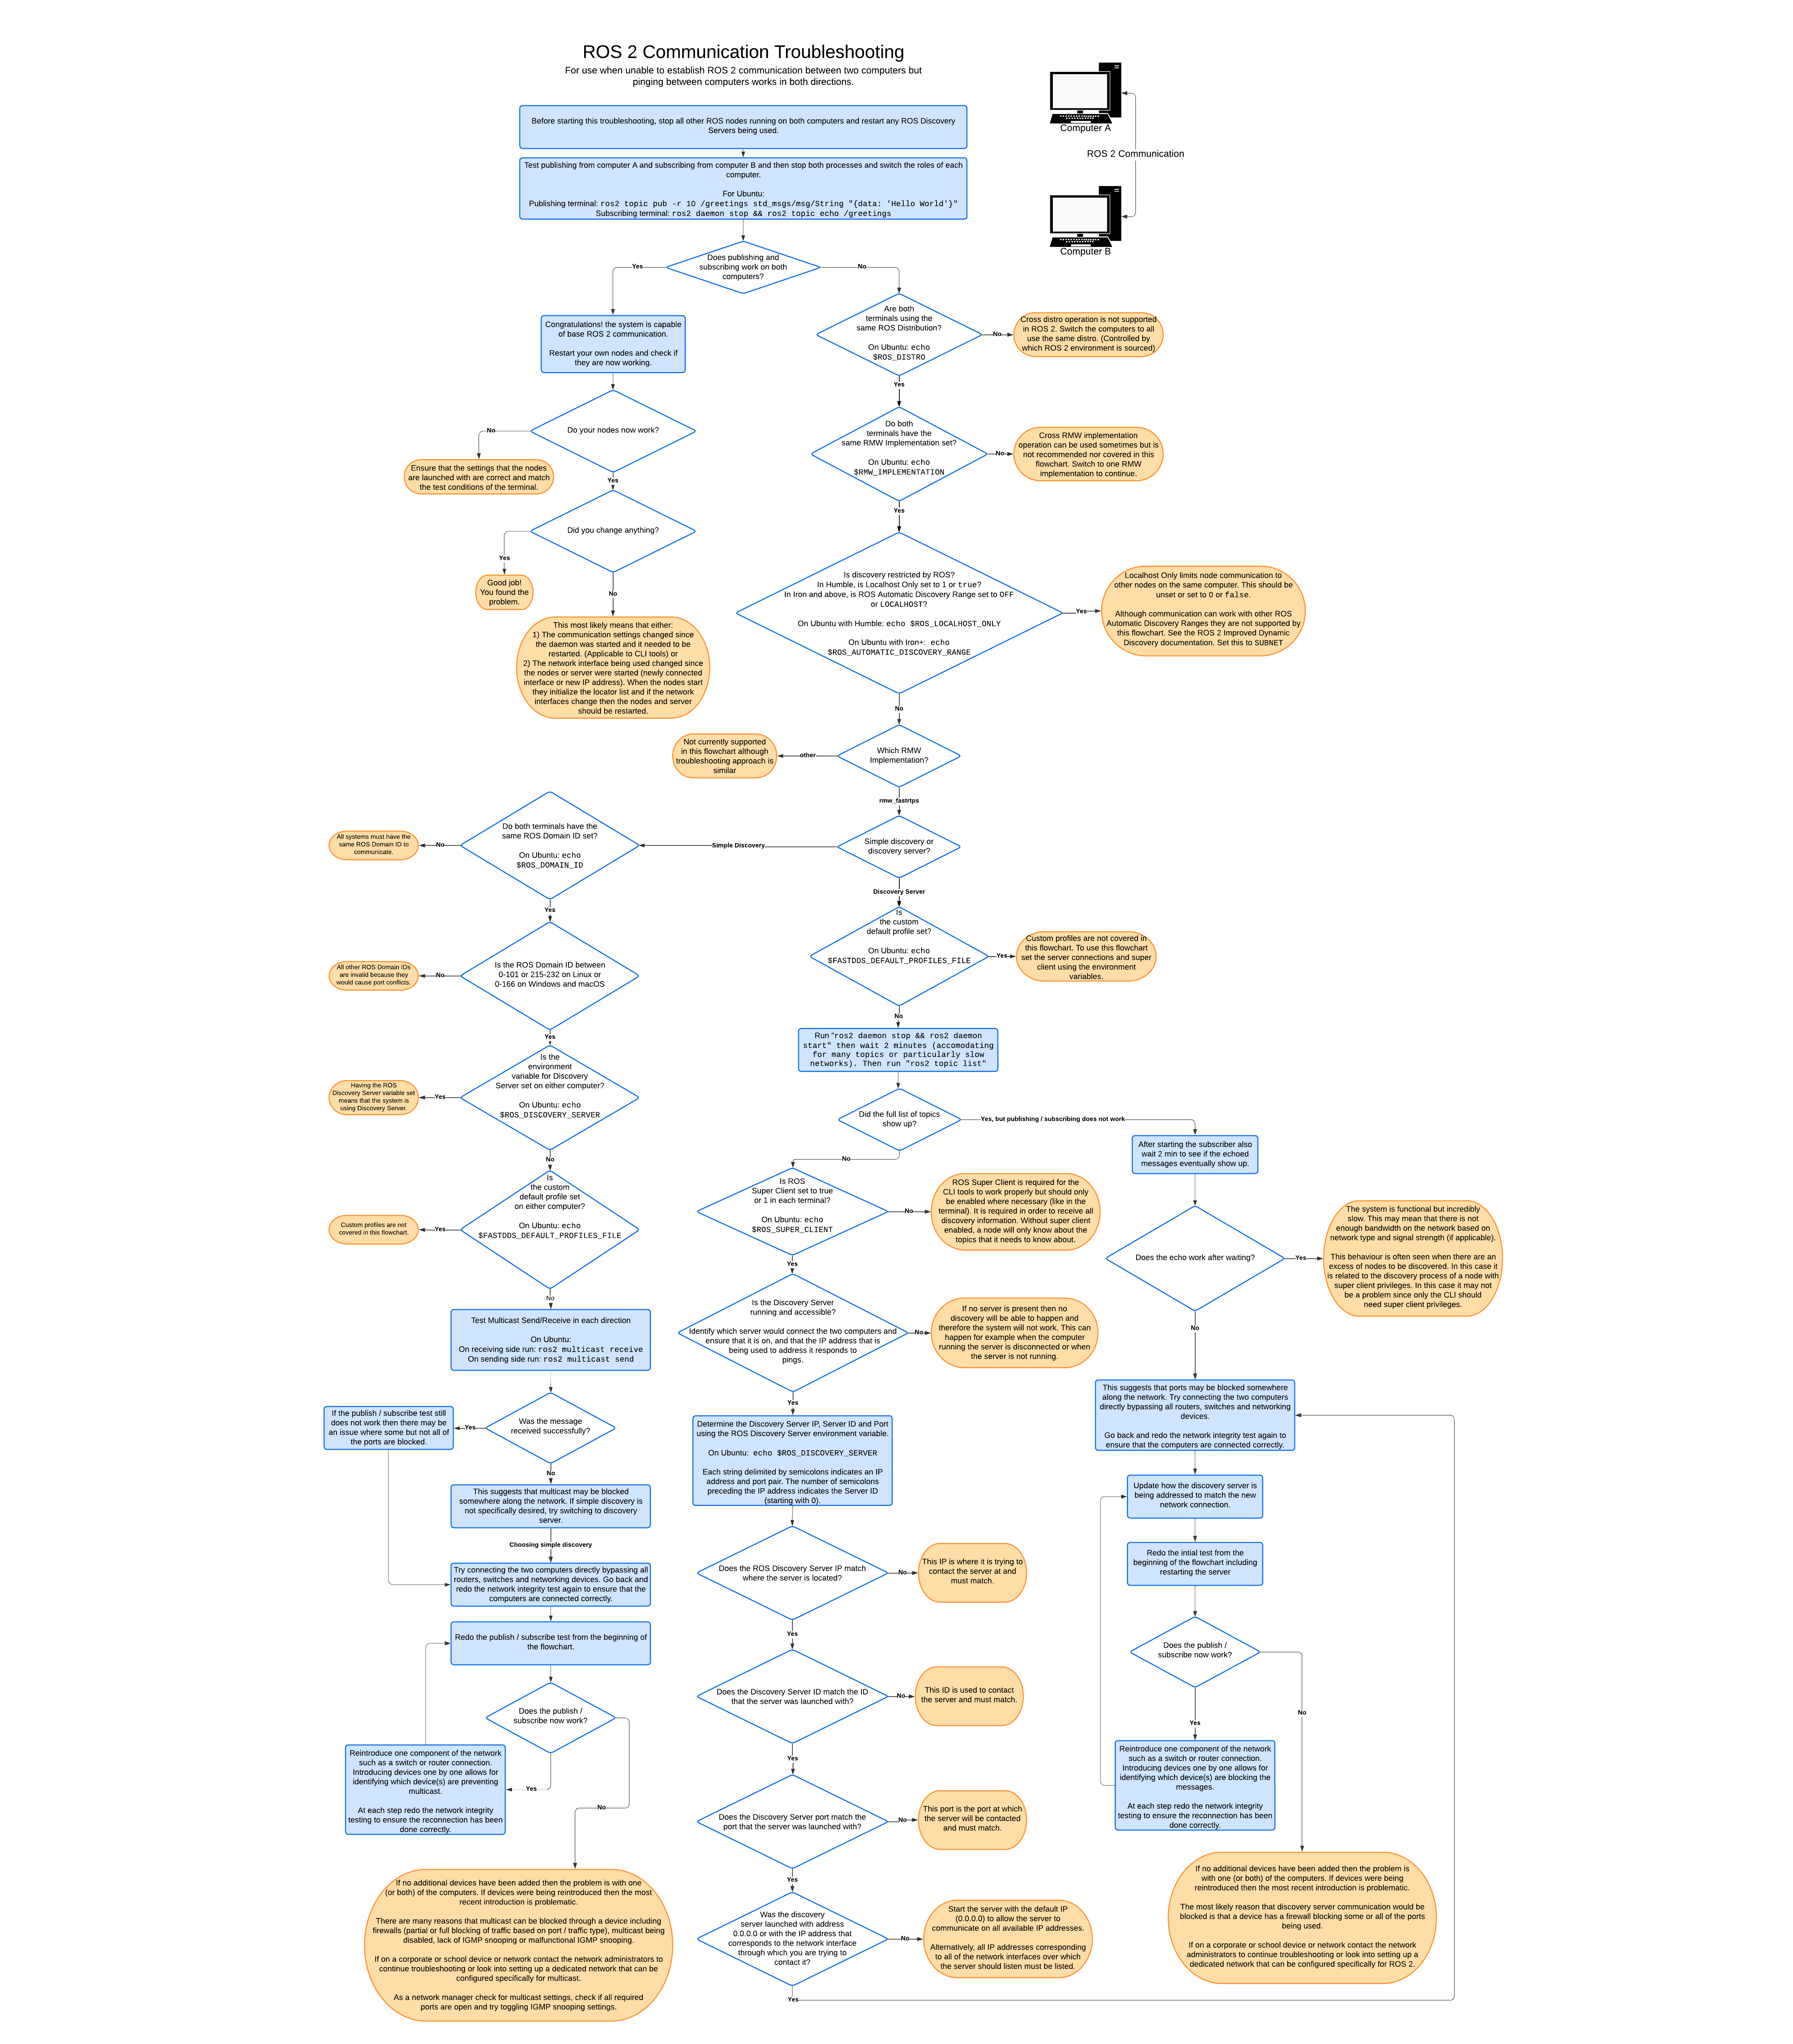 ROS 2 Communication Troubleshooting
For use when unable to establish ROS 2 communication between two computers but
pinging between computers works in both directions.
Computer A
ROS 2 Communication
Computer B
Before starting this troubleshooting, stop all other ROS nodes running on both computers and restart any ROS Discovery
Servers being used.
Test publishing from computer A and subscribing from computer B and then stop both processes and switch the roles of each
computer.
For Ubuntu:
Publishing terminal: ros2 topic pub -r 10 /greetings std_msgs/msg/String "{data: 'Hello World'}"
Subscribing terminal: ros2 daemon stop && ros2 topic echo /greetings
Does publishing and
subscribing work on both
computers?
Yes
No
Congratulations! the system is capable
of base ROS 2 communication.
Restart your own nodes and check if
they are now working.
Do your nodes now work?
No
Ensure that the settings that the nodes
are launched with are correct and match
the test conditions of the terminal.
Yes
Did you change anything?
Yes
Good job!
You found the
problem.
No
This most likely means that either:
1) The communication settings changed since
the daemon was started and it needed to be
restarted. (Applicable to CLI tools) or
2) The network interface being used changed since
the nodes or server were started (newly connected
interface or new IP address). When the nodes start
they initialize the locator list and if the network
interfaces change then the nodes and server
should be restarted.
Are both
terminals using the
same ROS Distribution?
On Ubuntu: echo
$ROS_DISTRO
No
Cross distro operation is not supported
in ROS 2. Switch the computers to all
use the same distro. (Controlled by
which ROS 2 environment is sourced)
Yes
Do both
terminals have the
same RMW Implementation set?
On Ubuntu: echo
$RMW_IMPLEMENTATION
No
Cross RMW implementation
operation can be used sometimes but is
not recommended nor covered in this
flowchart. Switch to one RMW
implementation to continue.
Yes
Is discovery restricted by ROS?
In Humble, is Localhost Only set to 1 or true?
In Iron and above, is ROS Automatic Discovery Range set to OFF
or LOCALHOST?
On Ubuntu with Humble: echo $ROS_LOCALHOST_ONLY
On Ubuntu with Iron+: echo
$ROS_AUTOMATIC_DISCOVERY_RANGE
Yes
Localhost Only limits node communication to
other nodes on the same computer. This should be
unset or set to 0 or false.
Although communication can work with other ROS
Automatic Discovery Ranges they are not supported by
this flowchart. See the ROS 2 Improved Dynamic
Discovery documentation. Set this to SUBNET
No
Which RMW
Implementation?
other
Not currently supported
in this flowchart although
troubleshooting approach is
similar
rmw_fastrtps
Simple discovery or
discovery server?
Simple Discovery
Discovery Server
Do both terminals have the
same ROS Domain ID set?
On Ubuntu: echo
$ROS_DOMAIN_ID
No
All systems must have the
same ROS Domain ID to
communicate.
Yes
Is the ROS Domain ID between
0-101 or 215-232 on Linux or
0-166 on Windows and macOS
No
All other ROS Domain IDs
are invalid because they
would cause port conflicts.
Yes
Is the
environment
variable for Discovery
Server set on either computer?
On Ubuntu: echo
$ROS_DISCOVERY_SERVER
Yes
Having the ROS
Discovery Server variable set
means that the system is
using Discovery Server.
No
Is
the custom
default profile set
on either computer?
On Ubuntu: echo
$FASTDDS_DEFAULT_PROFILES_FILE
Yes
Custom profiles are not
covered in this flowchart.
No
Test Multicast Send/Receive in each direction
On Ubuntu:
On receiving side run: ros2 multicast receive
On sending side run: ros2 multicast send
Was the message
received successfully?
Yes
If the publish / subscribe test still
does not work then there may be
an issue where some but not all of
the ports are blocked.
No
This suggests that multicast may be blocked
somewhere along the network. If simple discovery is
not specifically desired, try switching to discovery
server.
Choosing simple discovery
Try connecting the two computers directly bypassing all
routers, switches and networking devices. Go back and
redo the network integrity test again to ensure that the
computers are connected correctly.
Redo the publish / subscribe test from the beginning of
the flowchart.
Does the publish /
subscribe now work?
Yes
Reintroduce one component of the network
such as a switch or router connection.
Introducing devices one by one allows for
identifying which device(s) are preventing
multicast.
At each step redo the network integrity
testing to ensure the reconnection has been
done correctly.
No
If no additional devices have been added then the problem is with one
(or both) of the computers. If devices were being reintroduced then the most
recent introduction is problematic.
There are many reasons that multicast can be blocked through a device including
firewalls (partial or full blocking of traffic based on port / traffic type), multicast being
disabled, lack of IGMP snooping or malfunctional IGMP snooping.
If on a corporate or school device or network contact the network administrators to
continue troubleshooting or look into setting up a dedicated network that can be
configured specifically for multicast.
As a network manager check for multicast settings, check if all required
ports are open and try toggling IGMP snooping settings.
Is
the custom
default profile set?
On Ubuntu: echo
$FASTDDS_DEFAULT_PROFILES_FILE
Yes
Custom profiles are not covered in
this flowchart. To use this flowchart
set the server connections and super
client using the environment
variables.
No
Run "ros2 daemon stop && ros2 daemon
start" then wait 2 minutes (accomodating
for many topics or particularly slow
networks). Then run "ros2 topic list"
Did the full list of topics
show up?
Yes, but publishing / subscribing does not work
No
Is ROS
Super Client set to true
or 1 in each terminal?
On Ubuntu: echo
$ROS_SUPER_CLIENT
No
ROS Super Client is required for the
CLI tools to work properly but should only
be enabled where necessary (like in the
terminal). It is required in order to receive all
discovery information. Without super client
enabled, a node will only know about the
topics that it needs to know about.
Yes
Is the Discovery Server
running and accessible?
Identify which server would connect the two computers and
ensure that it is on, and that the IP address that is
being used to address it responds to
pings.
No
If no server is present then no
discovery will be able to happen and
therefore the system will not work. This can
happen for example when the computer
running the server is disconnected or when
the server is not running.
Yes
Determine the Discovery Server IP, Server ID and Port
using the ROS Discovery Server environment variable.
On Ubuntu: echo $ROS_DISCOVERY_SERVER
Each string delimited by semicolons indicates an IP
address and port pair. The number of semicolons
preceding the IP address indicates the Server ID
(starting with 0).
Does the ROS Discovery Server IP match
where the server is located?
No
This IP is where it is trying to
contact the server at and
must match.
Yes
Does the Discovery Server ID match the ID
that the server was launched with?
No
This ID is used to contact
the server and must match.
Yes
Does the Discovery Server port match the
port that the server was launched with?
No
This port is the port at which
the server will be contacted
and must match.
Yes
Was the discovery
server launched with address
0.0.0.0 or with the IP address that
corresponds to the network interface
through which you are trying to
contact it?
No
Start the server with the default IP
(0.0.0.0) to allow the server to
communicate on all available IP addresses.
Alternatively, all IP addresses corresponding
to all of the network interfaces over which
the server should listen must be listed.
Yes
After starting the subscriber also
wait 2 min to see if the echoed
messages eventually show up.
Does the echo work after waiting?
Yes
The system is functional but incredibly
slow. This may mean that there is not
enough bandwidth on the network based on
network type and signal strength (if applicable).
This behaviour is often seen when there are an
excess of nodes to be discovered. In this case it
is related to the discovery process of a node with
super client privileges. In this case it may not
be a problem since only the CLI should
need super client privileges.
No
This suggests that ports may be blocked somewhere
along the network. Try connecting the two computers
directly bypassing all routers, switches and networking
devices.
Go back and redo the network integrity test again to
ensure that the computers are connected correctly.
Update how the discovery server is
being addressed to match the new
network connection.
Redo the intial test from the
beginning of the flowchart including
restarting the server
Does the publish /
subscribe now work?
Yes
No
Reintroduce one component of the network
such as a switch or router connection.
Introducing devices one by one allows for
identifying which device(s) are blocking the
messages.
At each step redo the network integrity
testing to ensure the reconnection has been
done correctly.
If no additional devices have been added then the problem is
with one (or both) of the computers. If devices were being
reintroduced then the most recent introduction is problematic.
The most likely reason that discovery server communication would be
blocked is that a device has a firewall blocking some or all of the ports
being used.
If on a corporate or school device or network contact the network
administrators to continue troubleshooting or look into setting up a
dedicated network that can be configured specifically for ROS 2.